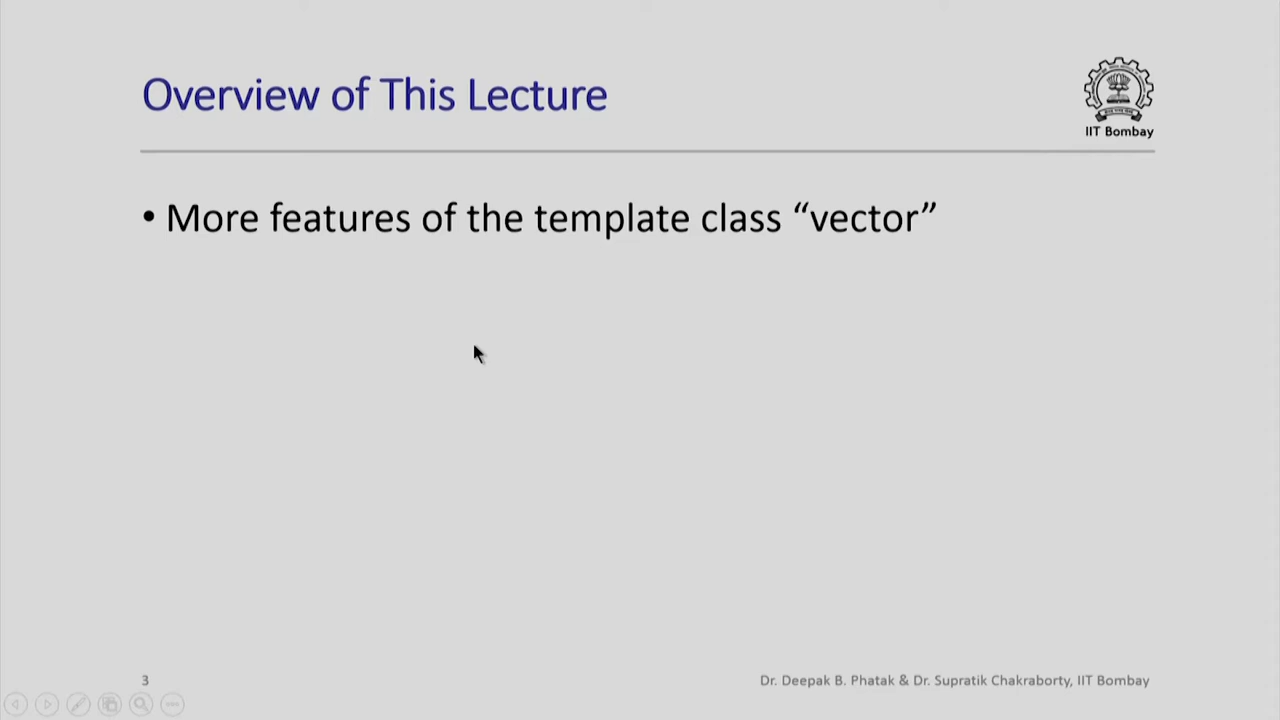 Overview of This Lecture
IIT Bombay
• More features of the template class “vector”
3
Dr. Deepak B. Phatak & Dr. Supratik Chakraborty, IIT Bombay